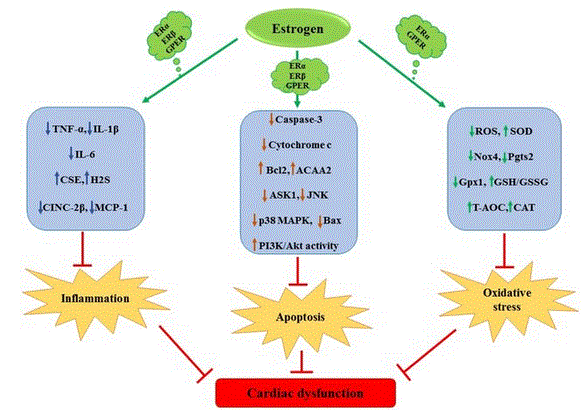 Estrogen
ERα
ERβ
GPER
ERα
ERβ
GPER
ERα
GPER
↓TNF-α,↓IL-1β
↓IL-6
↑CSE,↑H2S
↓CINC-2β,↓MCP-1
↓Caspase-3
↓Cytochrome c
↑Bcl2,↑ACAA2
↓ASK1,↓JNK
↓p38 MAPK, ↓Bax
↑PI3K/Akt activity
↓ROS, ↑SOD
↓Nox4,↓Pgts2
↓Gpx1,↑GSH/GSSG
↑T-AOC,↑CAT
Inflammation
Apoptosis
Oxidative
stress
Cardiac dysfunction